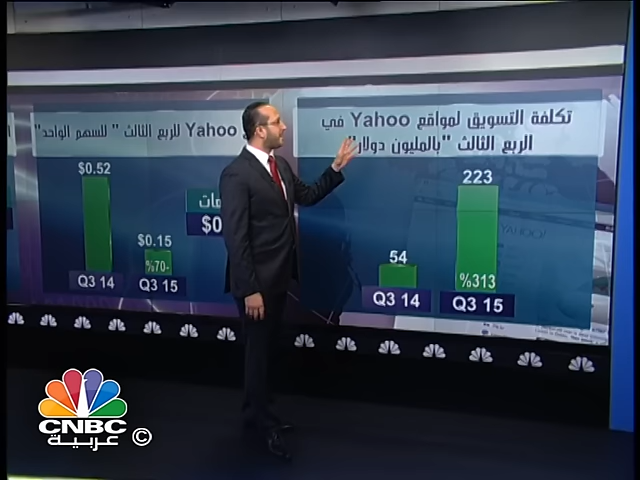 تكلفة التسويق لمواقع Yahoo في
الربع الثالث "بالمليون دولار"
223
54
%313
Q3 14
Q3 15
Yahoo للربع الثالث " للسهم الواحد"
$0.52
$0.15
%70-
Q3 14
Q3 15
$0
YAHOO!
CNBC
عربية ©